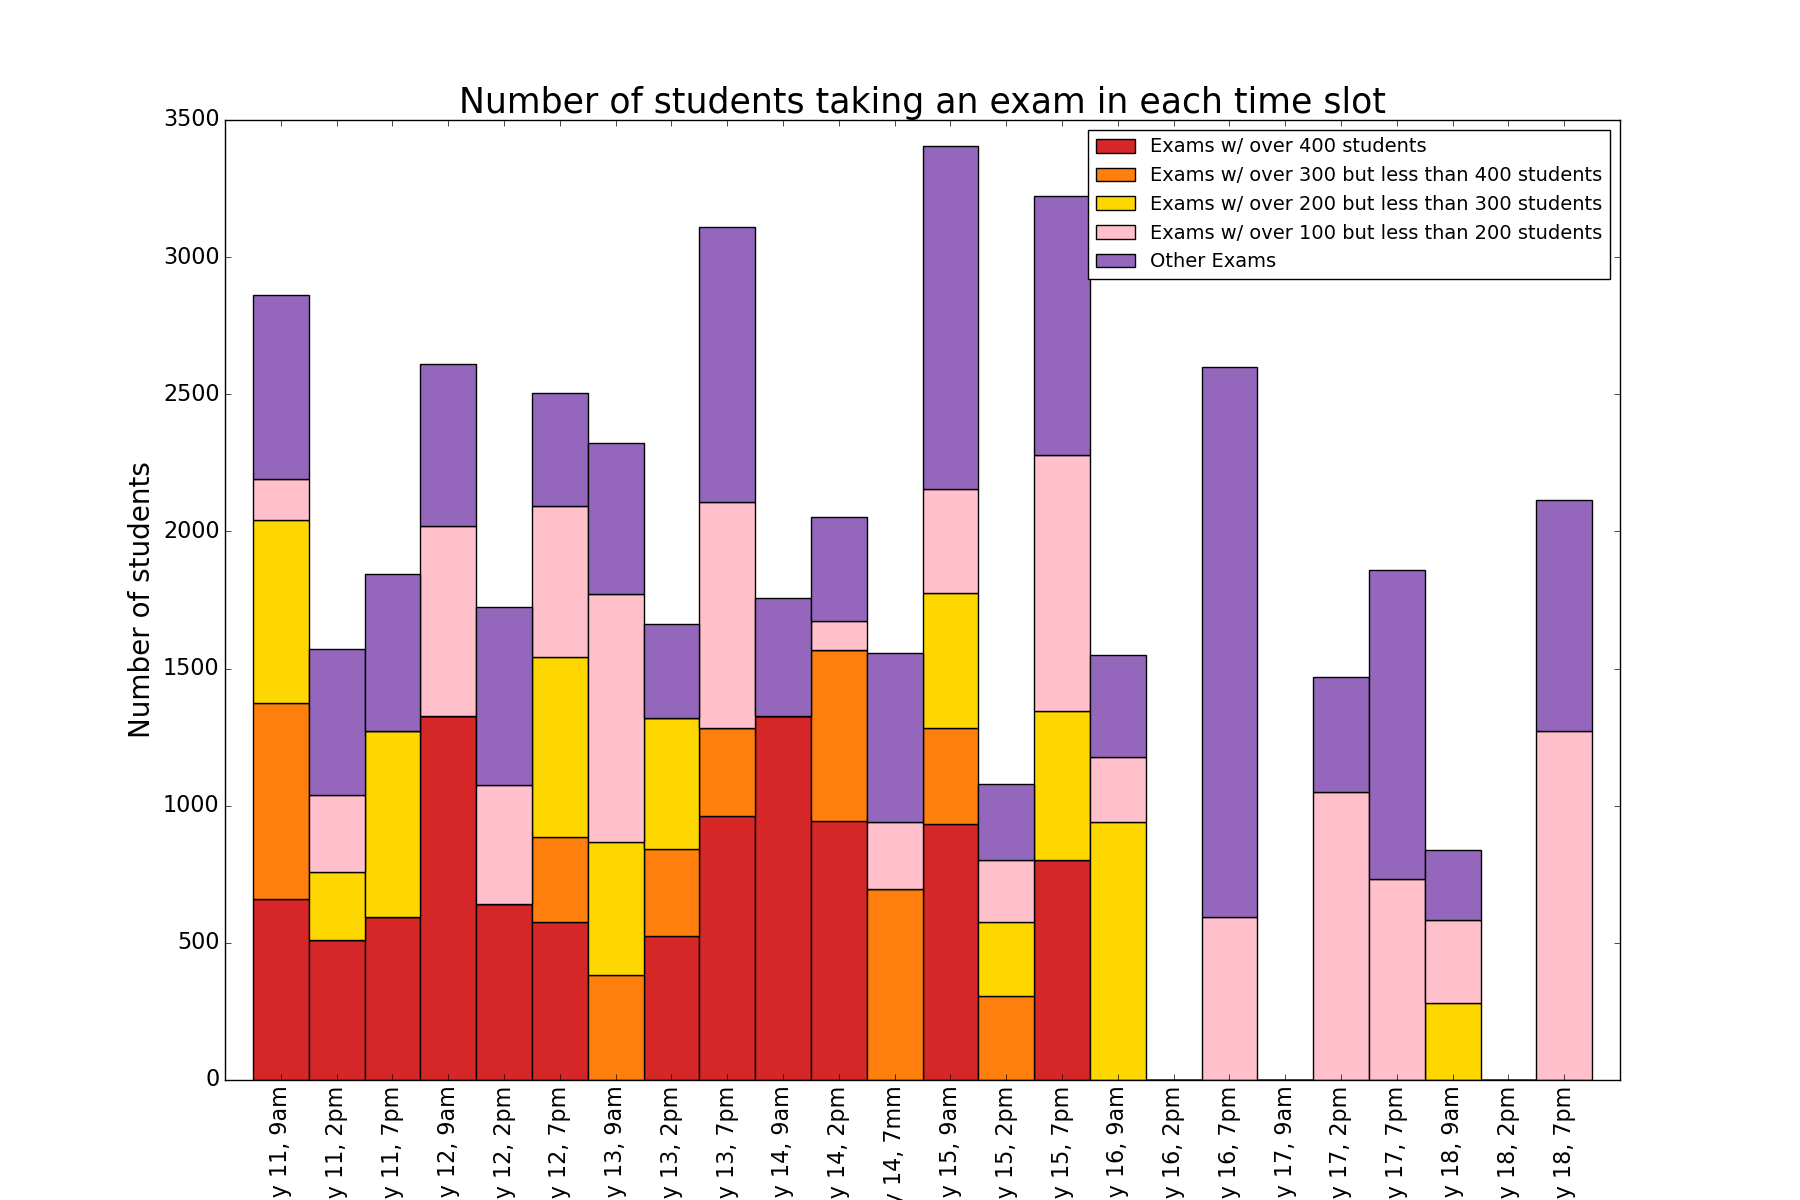 Number of students taking an exam in each time slot
Exams w/ over 400 students
Exams w/ over 300 but less than 400 students
Exams w/ over 200 but less than 300 students
Exams w/ over 100 but less than 200 students
Other Exams
Number of students
3500
3000
2500
2000
1500
1000
500
0
y 11, 9am
y 11, 2pm
y 11, 7pm
y 12, 9am
y 12, 2pm
y 12, 7pm
y 13, 9am
y 13, 2pm
y 13, 7pm
y 14, 9am
y 14, 2pm
y 14, 7mm
y 15, 9am
y 15, 2pm
y 15, 7pm
y 16, 9am
y 16, 2pm
y 16, 7pm
y 17, 9am
y 17, 2pm
y 17, 7pm
y 18, 9am
y 18, 2pm
y 18, 7pm